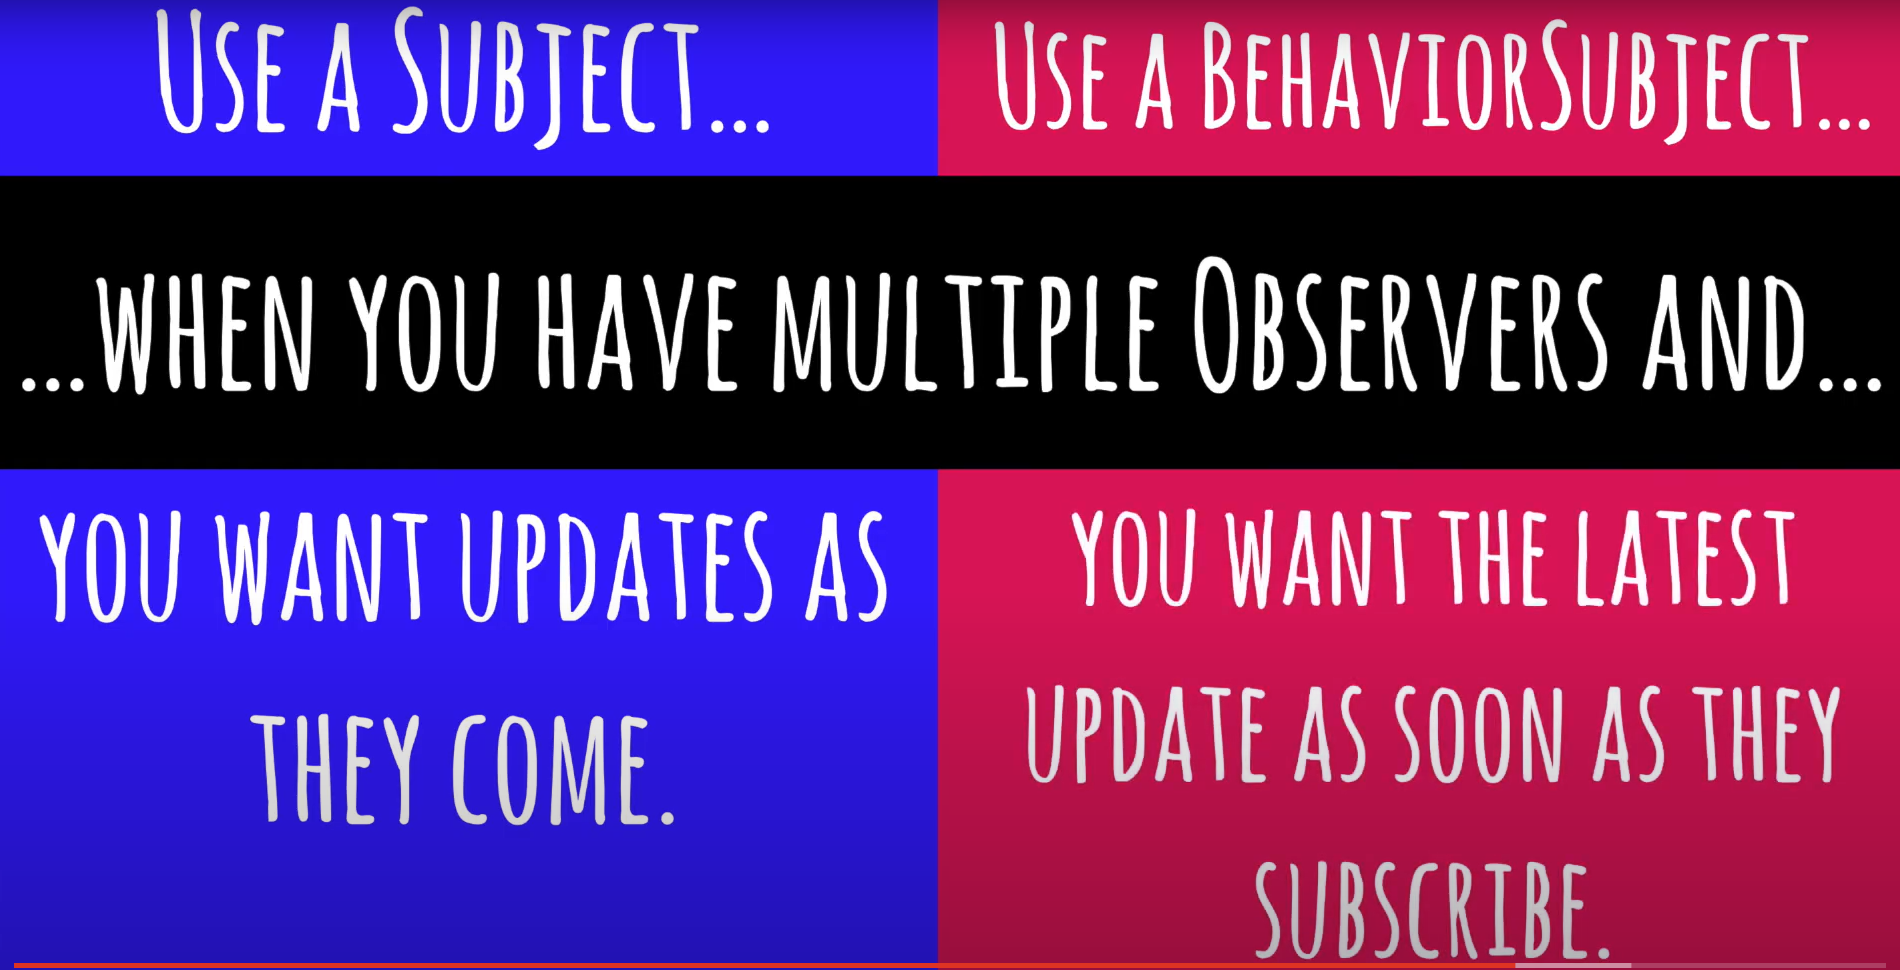 Use a Subject...
Use a BehaviorSubject...
...when you have multiple Observers and...
you want updates as
they come.
you want the latest
update as soon as they
subscribe.